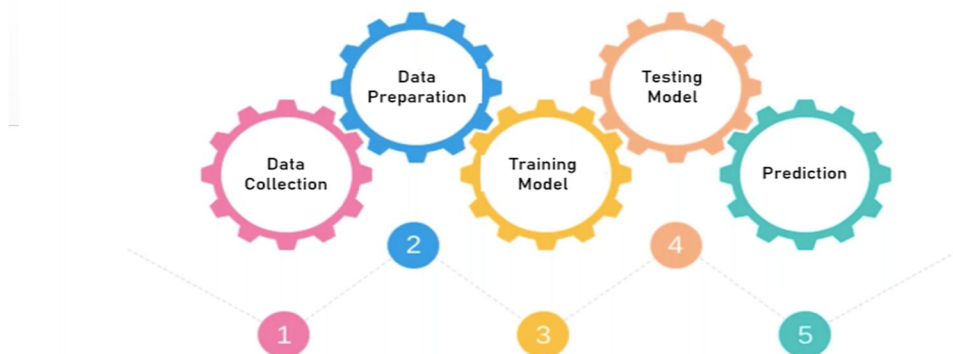 Data
Collection
1
Data
Preparation
2
Training
Model
3
Testing
Model
4
Prediction
5